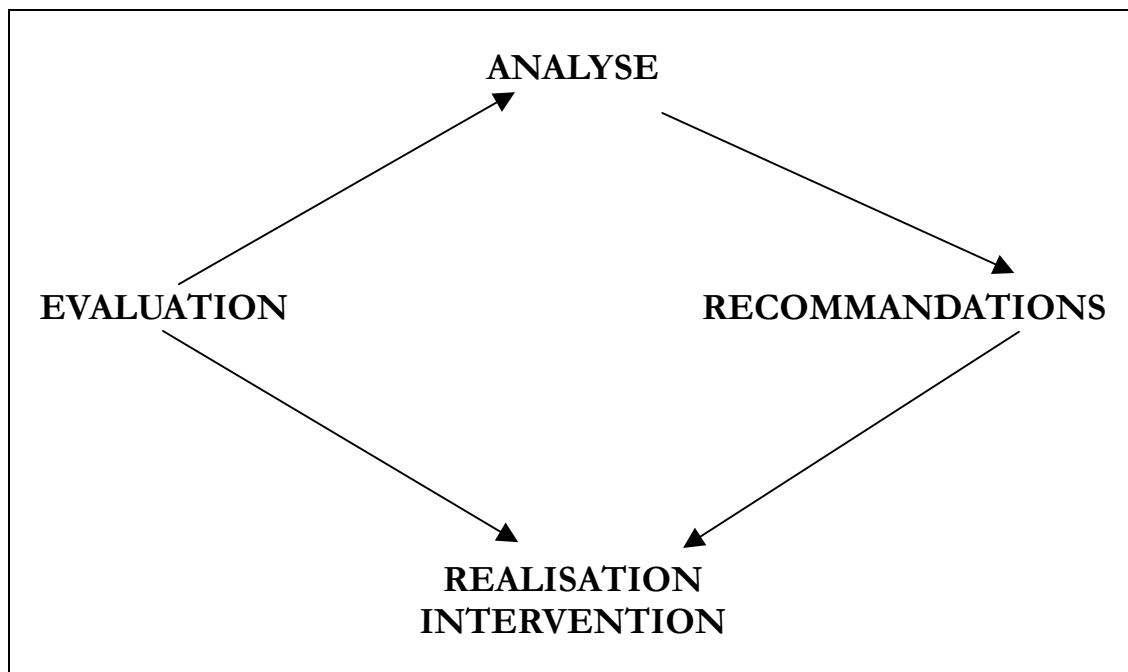 ANALYSE
EVALUATION
RECOMMANDATIONS
REALISATION
INTERVENTION